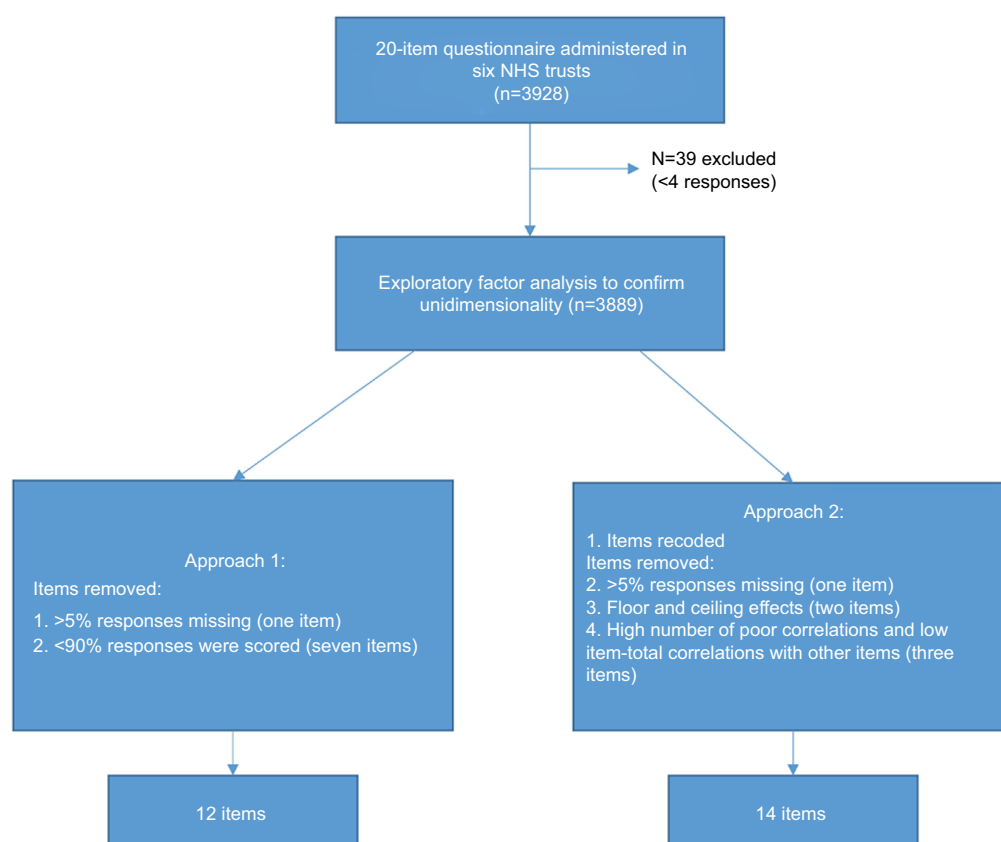 20-item questionnaire administered in
six NHS trusts
(n=3928)
N=39 excluded
(<4 responses)
Exploratory factor analysis to confirm
unidimensionality (n=3889)
Approach 1:
Items removed:
1. >5% responses missing (one item)
2. <90% responses were scored (seven items)
Approach 2:
1. Items recoded
Items removed:
2. >5% responses missing (one item)
3. Floor and ceiling effects (two items)
4. High number of poor correlations and low
item-total correlations with other items (three
items)
12 items
14 items